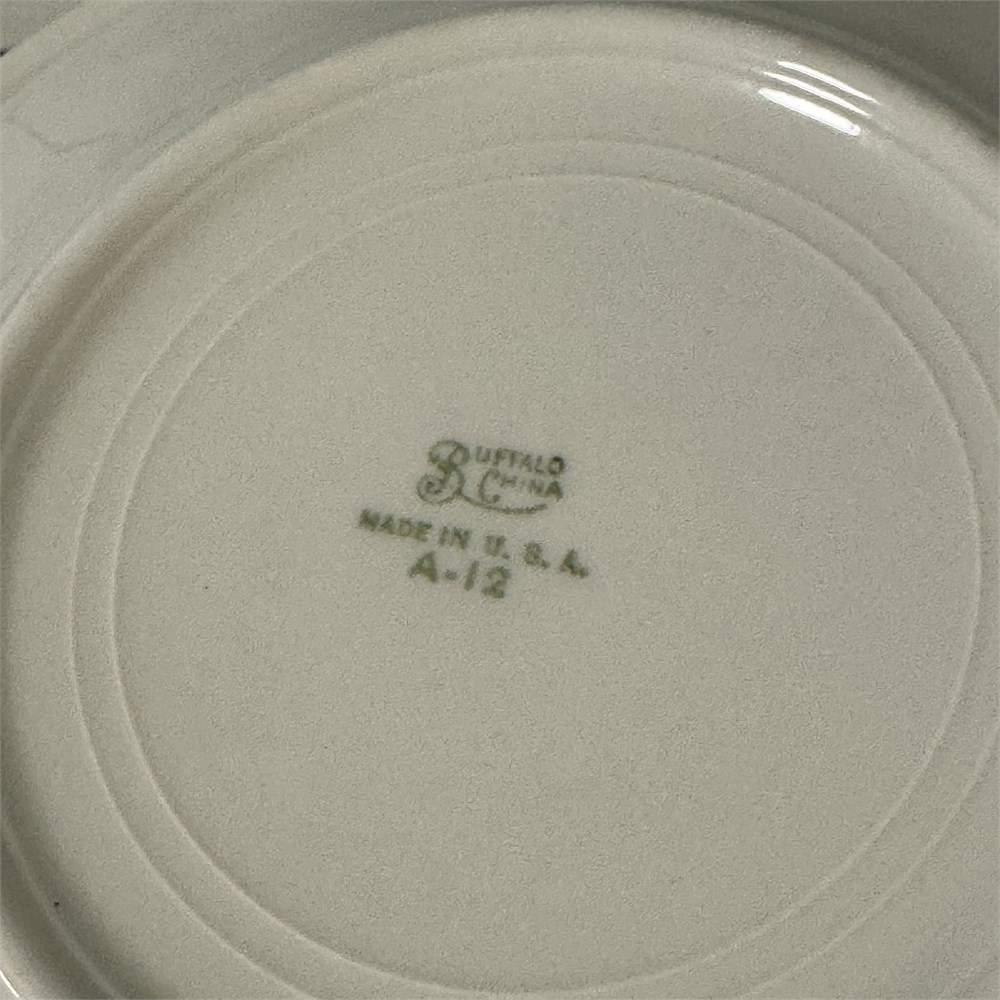 BUFFALO
CHINA
MADE IN U. S. A.
A-12